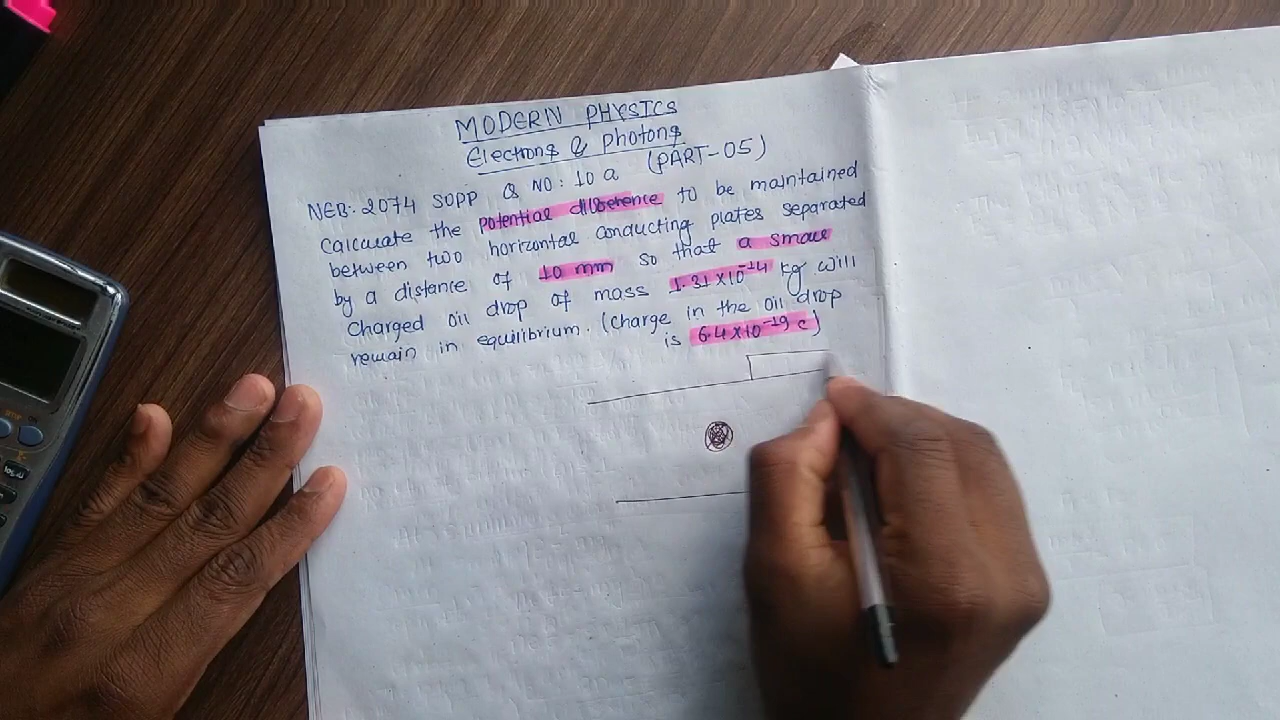 MODERN PHYSICS
Electrons & Photons
(PART-05)
NEB: 2074 SUPP Q NO: 10 a
Calculate the potential difference to be maintained
between two horizontal conducting plates separated
by a distance of 10 mm so that a small
Charged oil drop of mass 1.31×10⁻¹⁴ kg will
remain in equilibrium. (Charge in the oil drop
is 6.4×10⁻¹⁹ C)